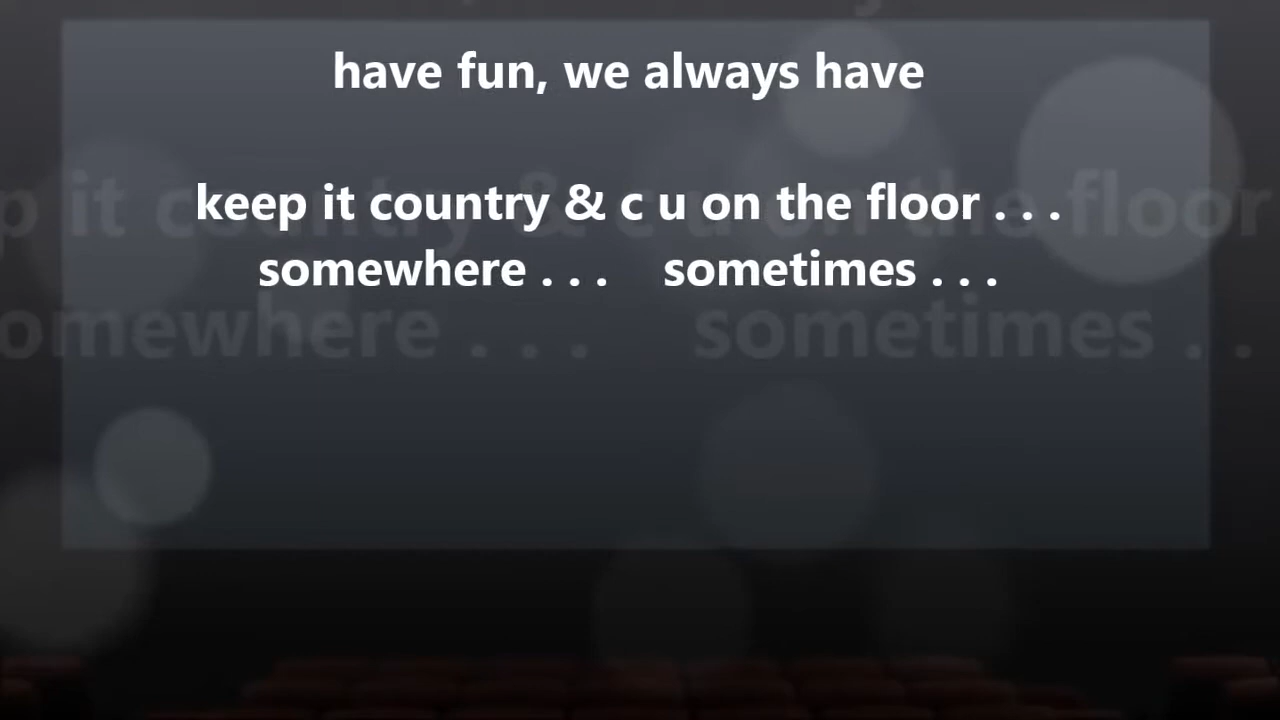 have fun, we always have
keep it country & c u on the floor . . .
somewhere . . . sometimes . . .